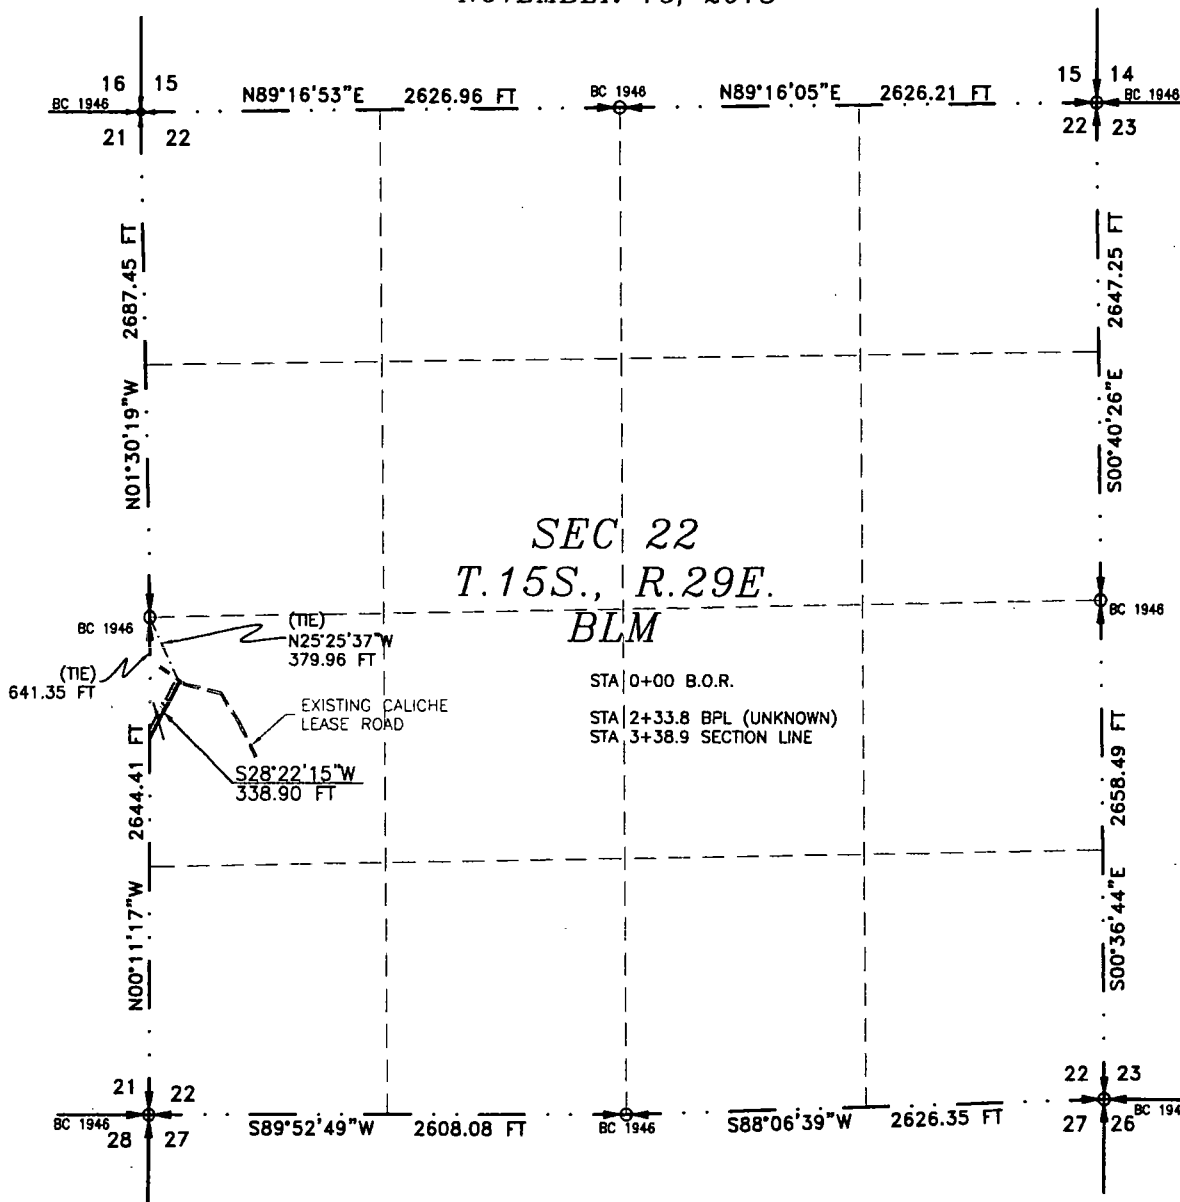 16 15
15 14
BC 1946
N89°16'53"E 2626.96 FT
BC 1946
N89°16'05"E 2626.21 FT
BC 1946
21 22
22 23
2687.45 FT
N01°30'19"W
2647.25 FT
S00°40'26"E
SEC 22
T.15S., R.29E.
BLM
BC 1946
BC 1946
(TIE)
N25°25'37"W
379.96 FT
(TIE)
641.35 FT
EXISTING CALICHE
LEASE ROAD
STA 0+00 B.O.R.
STA 2+33.8 BPL (UNKNOWN)
STA 3+38.9 SECTION LINE
S28°22'15"W
338.90 FT
2644.41 FT
N00°11'17"W
2658.49 FT
S00°36'44"E
21 22
22 23
BC 1946
S89°52'49"W 2608.08 FT
BC 1946
S88°06'39"W 2626.35 FT
28 27
27 26